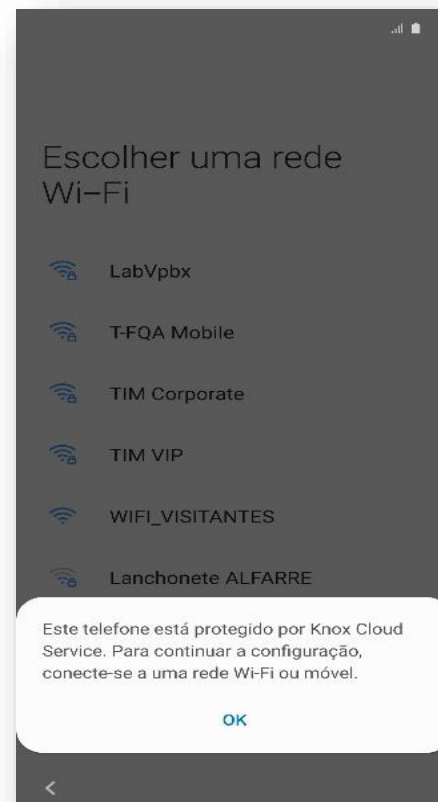 Escolher uma rede
Wi-Fi
LabVpbx
T-FQA Mobile
TIM Corporate
TIM VIP
WIFI_VISITANTES
Lanchonete ALFARRE
Este telefone está protegido por Knox Cloud
Service. Para continuar a configuração,
conecte-se a uma rede Wi-Fi ou móvel.
OK